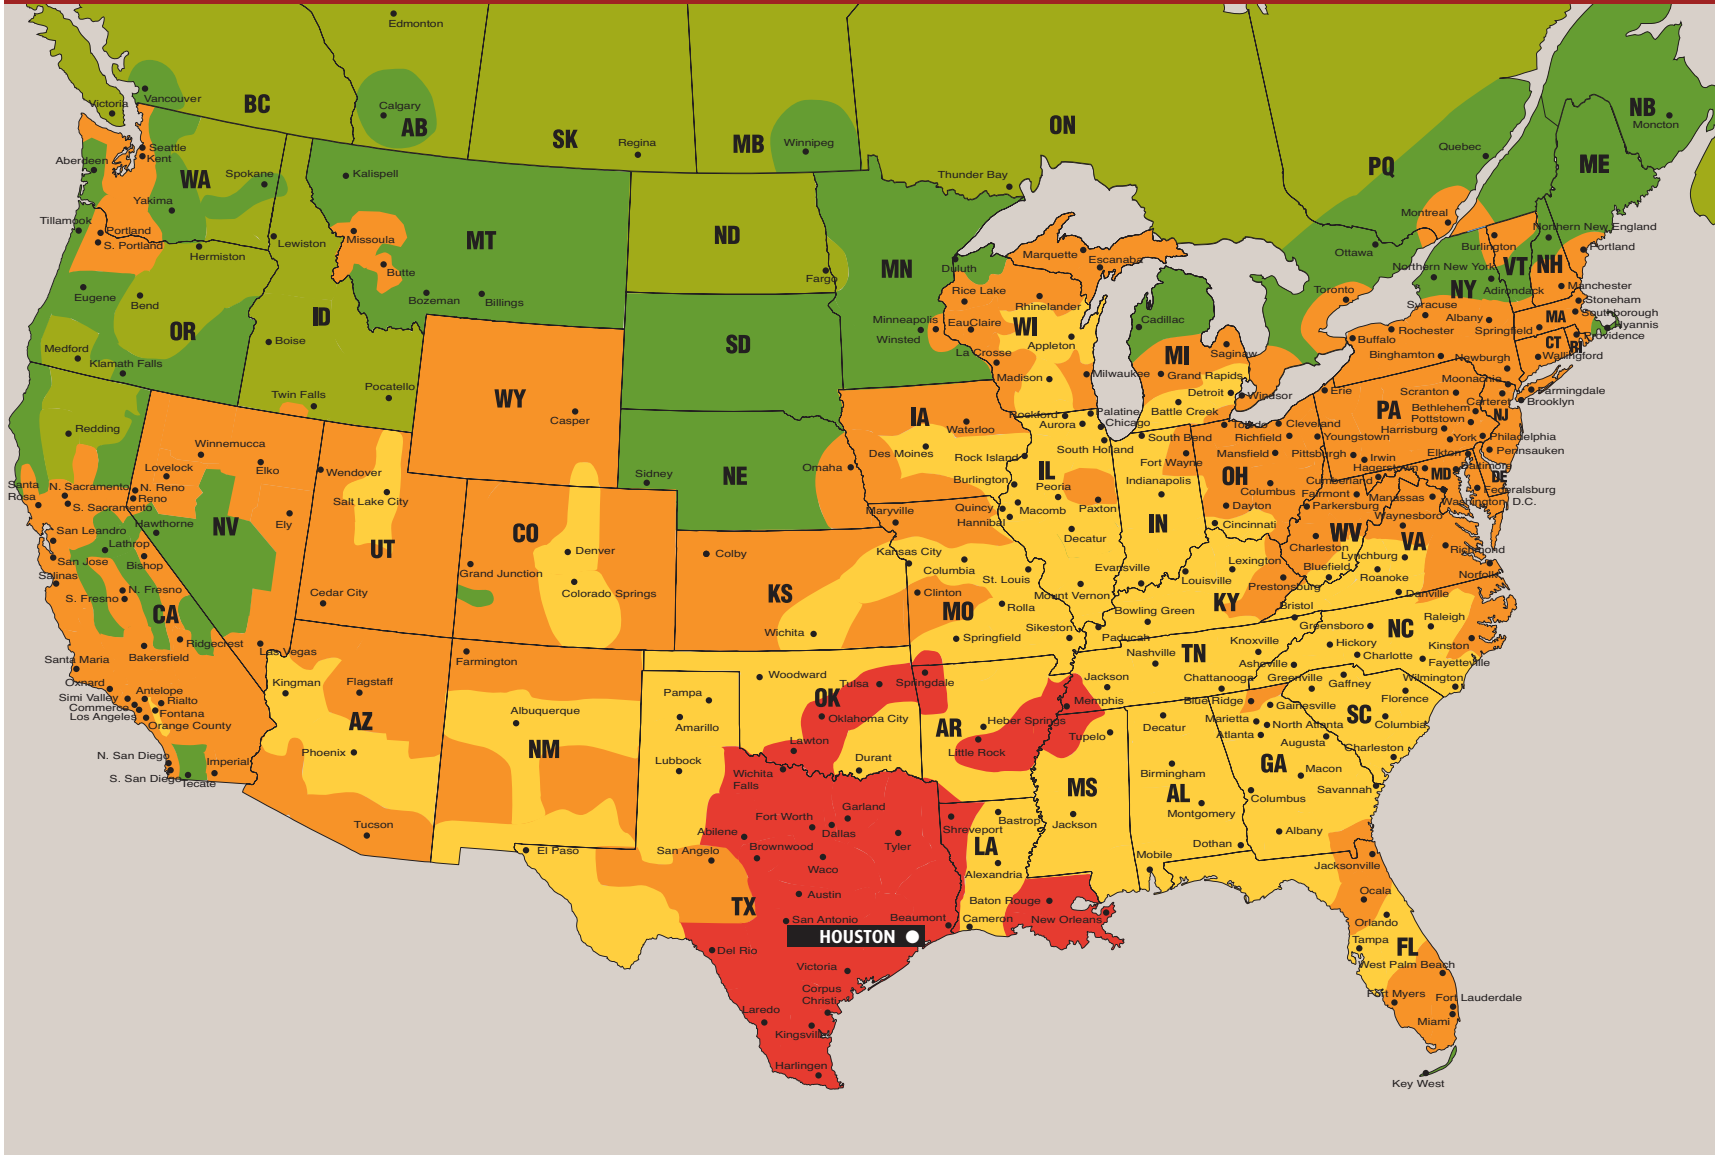 Edmonton
Vancouver
Victoria
BC
Calgary
AB
SK
Regina
MB
Winnipeg
ON
Thunder Bay
PQ
Quebec
Montreal
Ottawa
Toronto
NB
Moncton
ME
Seattle
Kent
Aberdeen
WA
Spokane
Yakima
Tillamook
Portland
S. Portland
Hermiston
Lewiston
Eugene
Bend
OR
Medford
Klamath Falls
ID
Boise
Twin Falls
Pocatello
Kalispell
MT
Missoula
Butte
Bozeman
Billings
ND
Fargo
SD
MN
Duluth
Minneapolis
Winsted
WY
Casper
NE
Sidney
Omaha
Marquette
Escanaba
Rice Lake
Rhinelander
EauClaire
WI
Appleton
La Crosse
Madison
Milwaukee
Cadillac
MI
Saginaw
Grand Rapids
Detroit
Battle Creek
Windsor
Northern New England
Burlington
Portland
Northern New York
VT
NH
NY
Adirondack
Manchester
Stoneham
Southborough
Hyannis
Syracuse
Albany
MA
Springfield
Rochester
Buffalo
Providence
CT
RI
Wallingford
Binghamton
Newburgh
Erie
Moonachie
Farmingdale
Brooklyn
Scranton
PA
Carteret
NJ
Bethlehem
Pottstown
Harrisburg
York
Philadelphia
Pennsauken
Elkton
Baltimore
Pittsburgh
Irwin
Hagerstown
MD
DE
Cumberland
Federalsburg
Washington, D.C.
Fairmont
Manassas
Parkersburg
Redding
Winnemucca
Lovelock
Elko
N. Reno
Reno
Santa
Rosa
N. Sacramento
S. Sacramento
Hawthorne
NV
Ely
San Leandro
Lathrop
San Jose
Bishop
Salinas
N. Fresno
S. Fresno
CA
Ridgecrest
Bakersfield
Las Vegas
Santa Maria
Oxnard
Simi Valley
Antelope
Rialto
Commerce
Fontana
Los Angeles
Orange County
N. San Diego
S. San Diego
Tecate
Imperial
Wendover
Salt Lake City
UT
Cedar City
CO
Denver
Grand Junction
Colorado Springs
Colby
KS
Wichita
Kingman
Flagstaff
AZ
Phoenix
Tucson
Farmington
Albuquerque
NM
IA
Waterloo
Des Moines
Rockford
Palatine
Aurora
Chicago
South Holland
Rock Island
IL
Burlington
Peoria
Quincy
Macomb
Paxton
Hannibal
Decatur
Maryville
Kansas City
Columbia
St. Louis
Clinton
MO
Rolla
Mount Vernon
Sikeston
Springfield
South Bend
Fort Wayne
Indianapolis
IN
Evansville
Toledo
Cleveland
Richfield
Youngstown
Mansfield
OH
Columbus
Dayton
Cincinnati
WV
Charleston
Waynesboro
VA
Lynchburg
Richmond
Bluefield
Roanoke
Norfolk
Danville
Lexington
Louisville
Prestonsburg
KY
Bowling Green
Bristol
Paducah
Greensboro
Raleigh
NC
Hickory
Kinston
Charlotte
Fayetteville
Asheville
Wilmington
Knoxville
TN
Nashville
Chattanooga
Jackson
Memphis
Greenville
Gaffney
Florence
SC
Columbia
Charleston
Blue Ridge
Gainesville
Marietta
North Atlanta
Atlanta
Augusta
GA
Macon
Columbus
Savannah
Albany
Woodward
Tulsa
OK
Oklahoma City
Lawton
Durant
Springdale
AR
Heber Springs
Little Rock
Tupelo
MS
Jackson
Decatur
Birmingham
AL
Montgomery
Dothan
Mobile
Pampa
Amarillo
Lubbock
Wichita
Falls
Garland
Fort Worth
Dallas
Abilene
Brownwood
Tyler
San Angelo
Waco
El Paso
Austin
TX
San Antonio
Beaumont
HOUSTON
Del Rio
Victoria
Corpus
Christi
Laredo
Kingsville
Harlingen
Shreveport
Bastrop
LA
Alexandria
Baton Rouge
Cameron
New Orleans
Jacksonville
Ocala
Orlando
Tampa
FL
West Palm Beach
Fort Myers
Fort Lauderdale
Miami
Key West